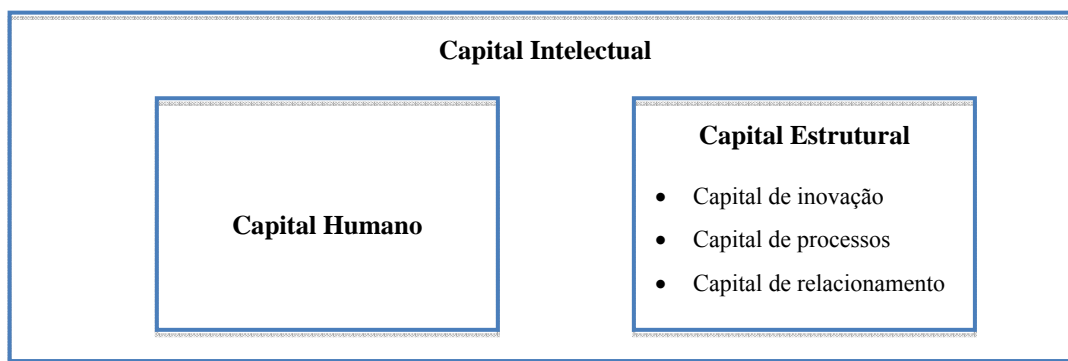 Capital Intelectual
Capital Humano
Capital Estrutural
• Capital de inovação
• Capital de processos
• Capital de relacionamento